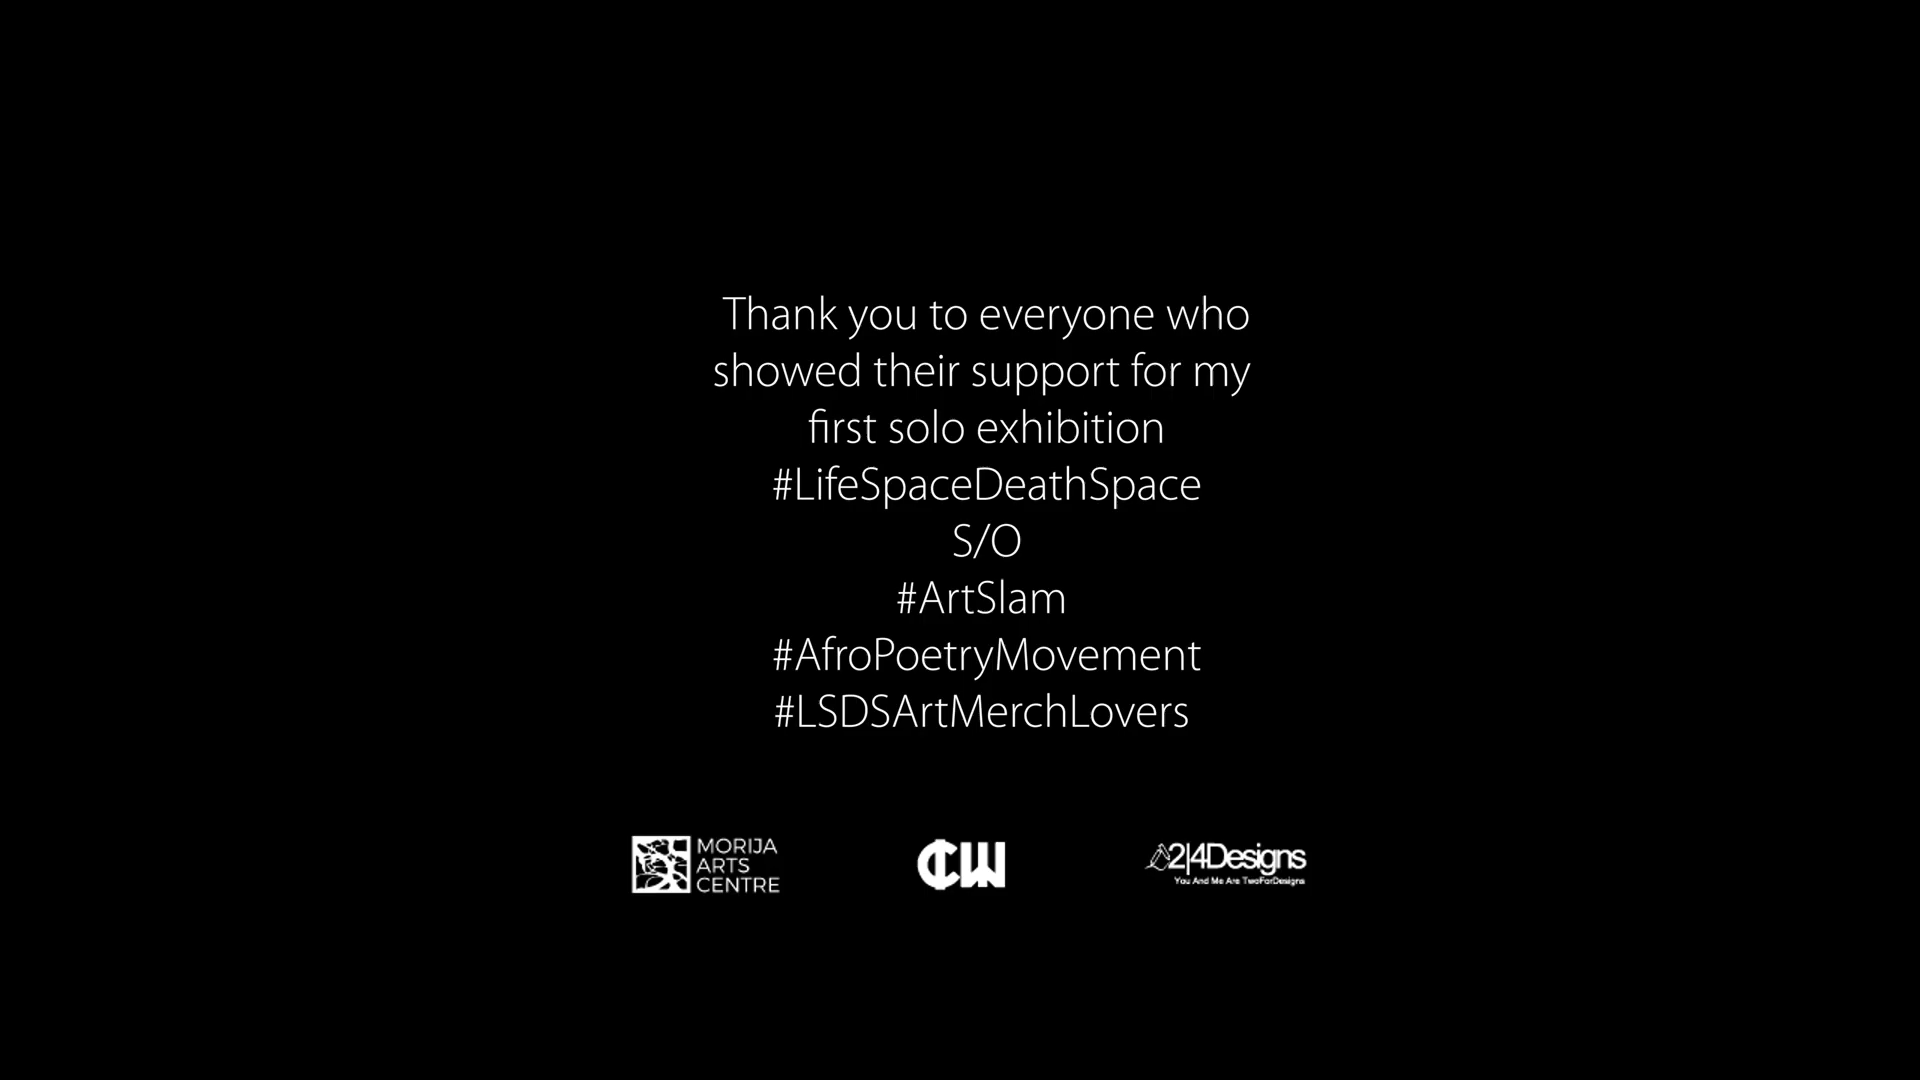 Thank you to everyone who
showed their support for my
first solo exhibition
#LifeSpaceDeathSpace
S/O
#ArtSlam
#AfroPoetryMovement
#LSDSArtMerchLovers
MORIJA
ARTS
CENTRE
CW
2|4Designs
You And Me Are TwoForDesigns